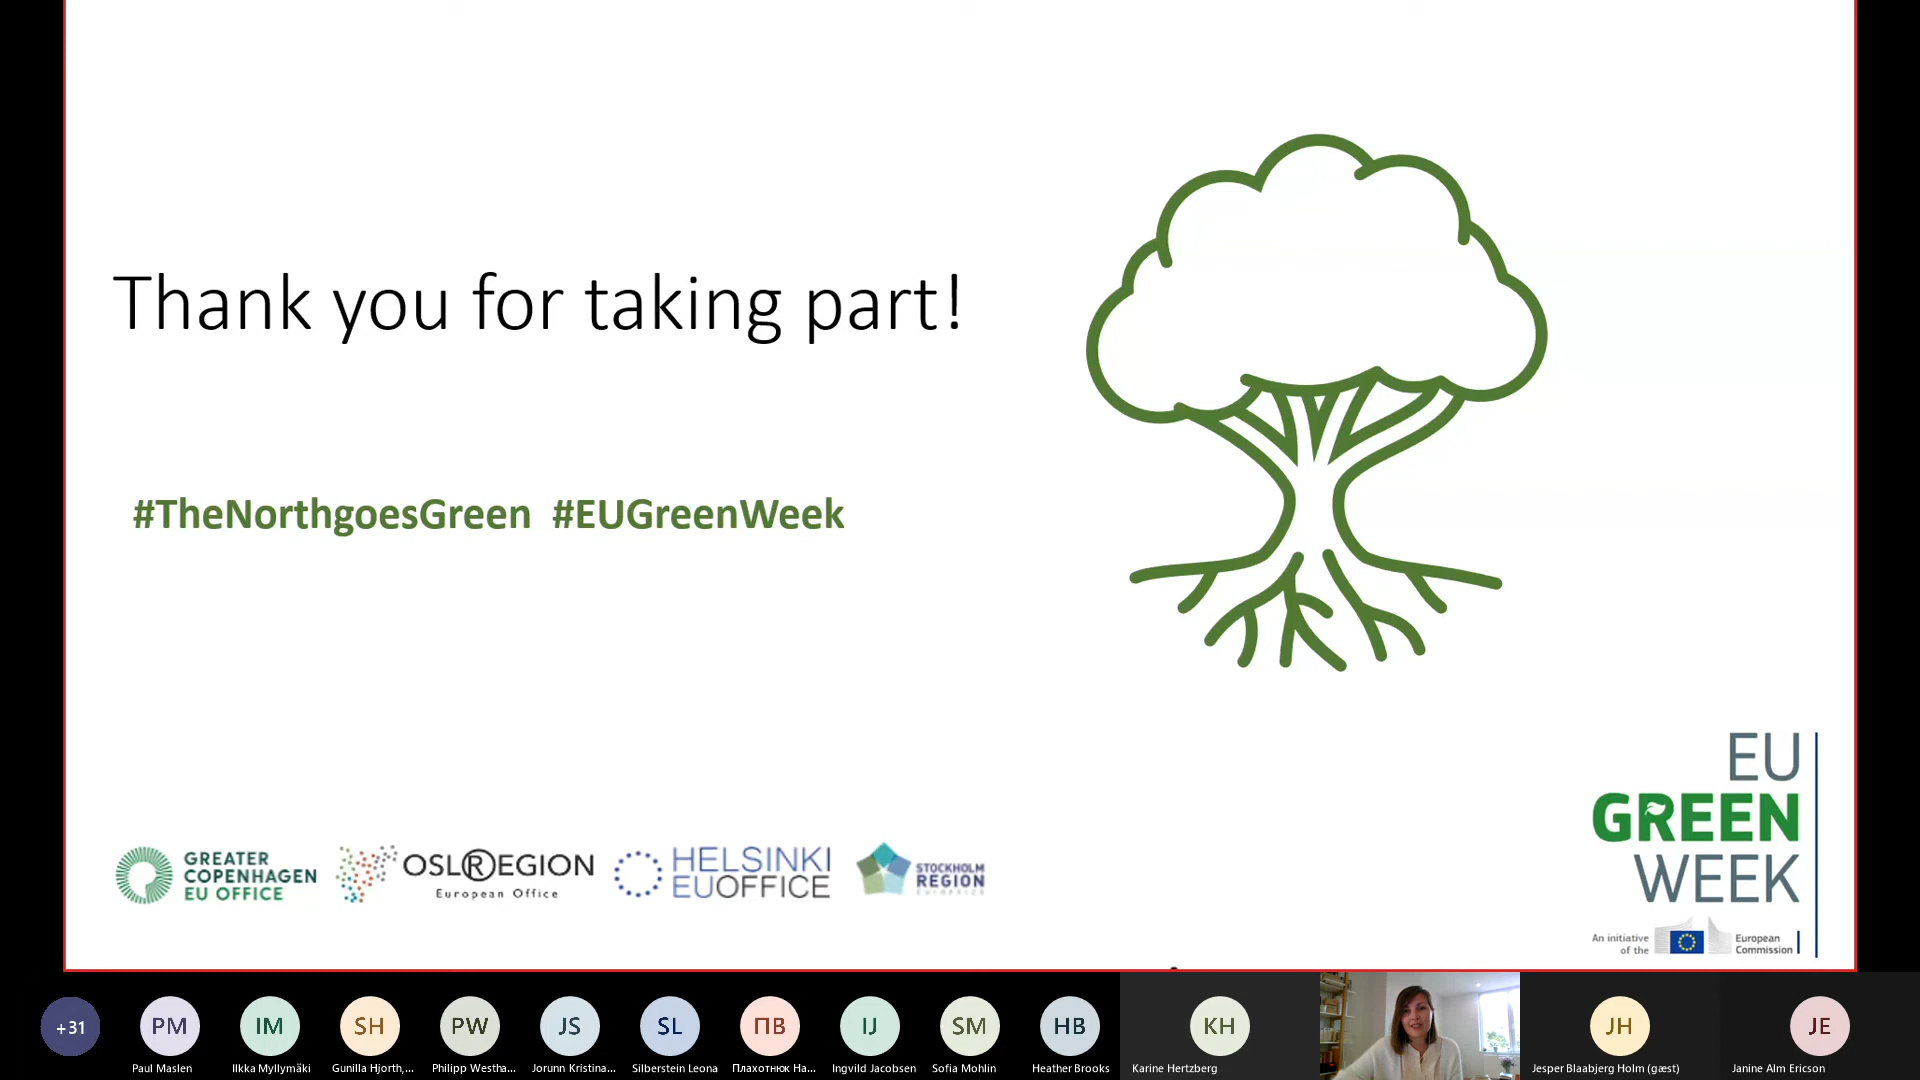 Thank you for taking part!
#TheNorthgoesGreen #EUGreenWeek
GREATER
COPENHAGEN
EU OFFICE
OSLOREGION
European Office
HELSINKI
EUOFFICE
STOCKHOLM
REGION
EU GREEN WEEK
An initiative
of the
European
Commission
+31
PM
IM
SH
PW
JS
SL
ПВ
IJ
SM
HB
KH
JH
JE
Paul Maslen
Ilkka Myllymäki
Gunilla Hjorth,...
Philipp Westha...
Jorunn Kristina...
Silberstein Leona
Плахотнюк На...
Ingvild Jacobsen
Sofia Mohlin
Heather Brooks
Karine Hertzberg
Jesper Blaabjerg Holm (gæst)
Janine Alm Ericson